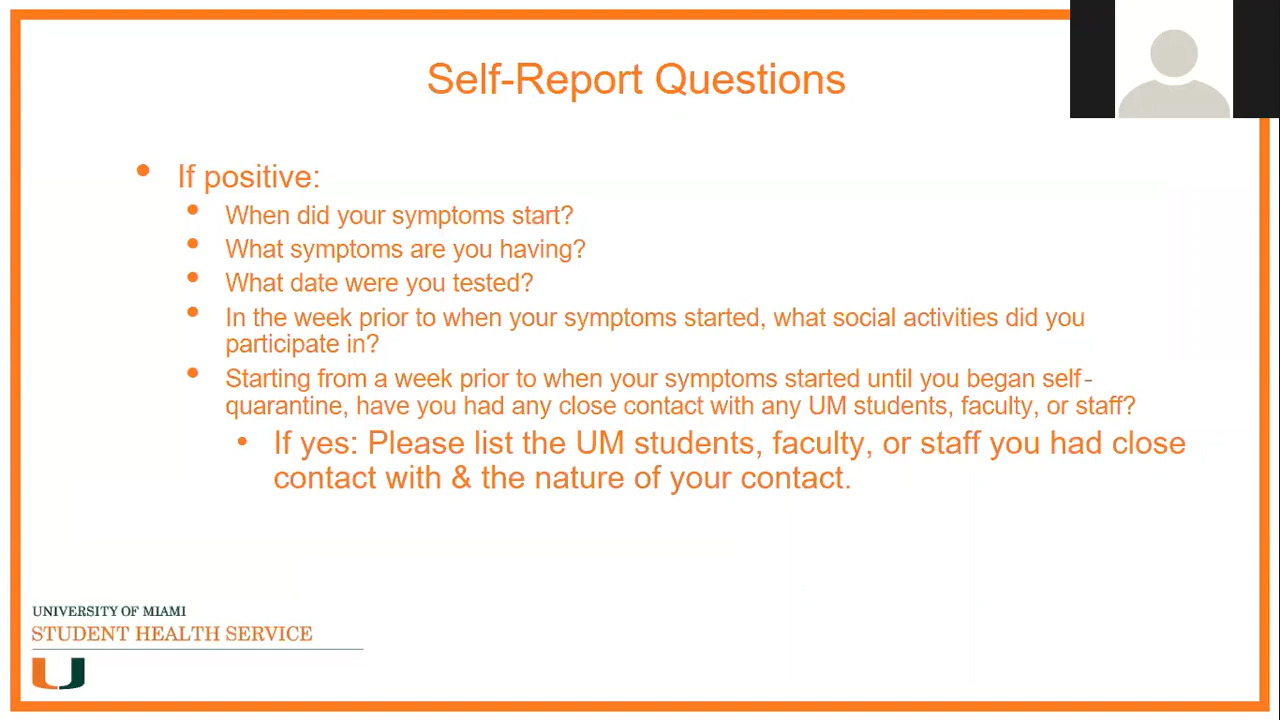 Self-Report Questions
• If positive:
• When did your symptoms start?
• What symptoms are you having?
• What date were you tested?
• In the week prior to when your symptoms started, what social activities did you
participate in?
• Starting from a week prior to when your symptoms started until you began self-
quarantine, have you had any close contact with any UM students, faculty, or staff?
• If yes: Please list the UM students, faculty, or staff you had close
contact with & the nature of your contact.
UNIVERSITY OF MIAMI
STUDENT HEALTH SERVICE
U